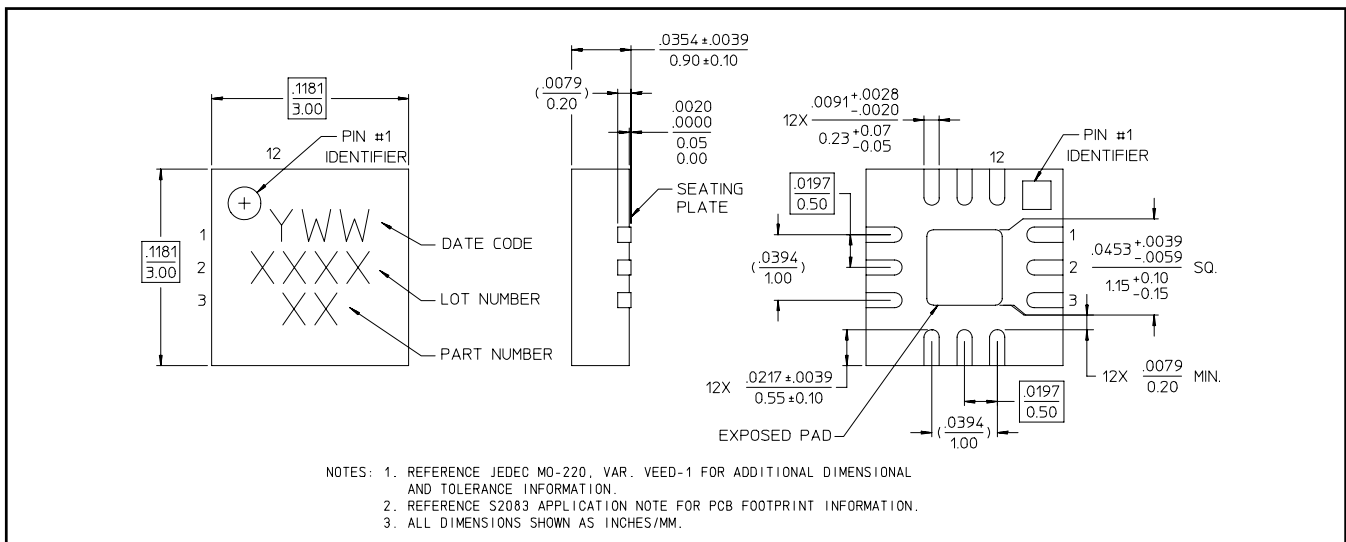 .1181
3.00
PIN #1
IDENTIFIER
12
.1181
3.00
1
2
3
YWW
XXXX
XX
DATE CODE
LOT NUMBER
PART NUMBER
.0354 ±.0039
0.90 ±0.10
( .0079
0.20 )
.0020
.0000
0.05
0.00
SEATING
PLATE
12X .0091 +.0028
-.0020
0.23 +0.07
-0.05
12
PIN #1
IDENTIFIER
.0197
0.50
( .0394
1.00 )
1
2
3
.0453 +.0039
-.0059
1.15 +0.10
-0.15
SQ.
12X .0217 ±.0039
0.55 ±0.10
12X .0079
0.20 MIN.
.0197
0.50
( .0394
1.00 )
EXPOSED PAD
NOTES: 1. REFERENCE JEDEC MO-220, VAR. VEED-1 FOR ADDITIONAL DIMENSIONAL
AND TOLERANCE INFORMATION.
2. REFERENCE S2083 APPLICATION NOTE FOR PCB FOOTPRINT INFORMATION.
3. ALL DIMENSIONS SHOWN AS INCHES/MM.